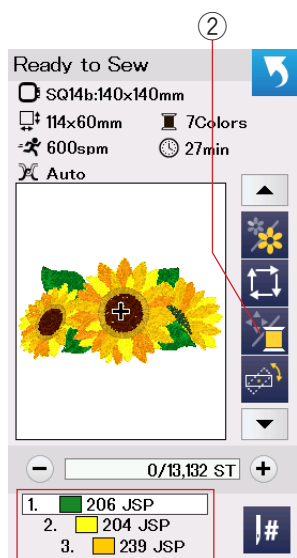 ②
Ready to Sew
SQ14b:140x140mm
114x60mm 7Colors
600spm 27min
Auto
0/13,132 ST
1. 206 JSP
2. 204 JSP
3. 239 JSP
#